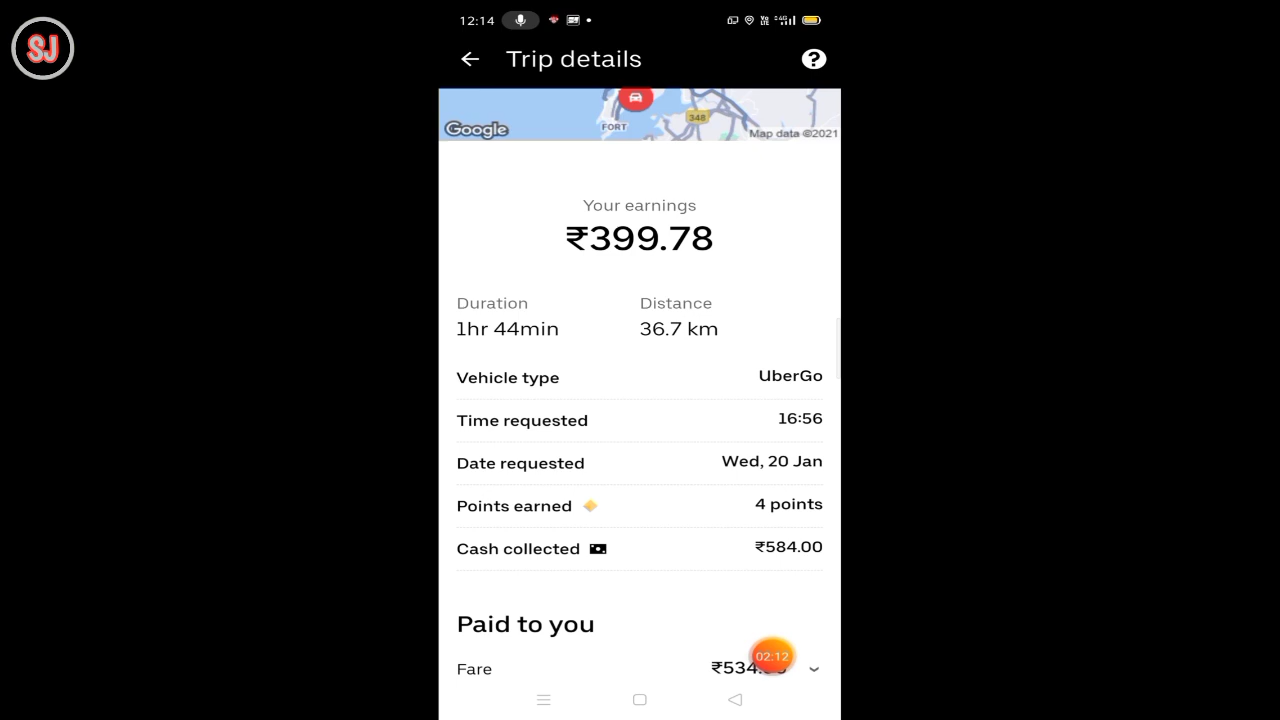 SJ
12:14
Trip details
?
FORT
348
Google
Map data ©2021
Your earnings
₹399.78
Duration
Distance
1hr 44min
36.7 km
Vehicle type
UberGo
Time requested
16:56
Date requested
Wed, 20 Jan
Points earned
4 points
Cash collected
₹584.00
Paid to you
Fare
02:12